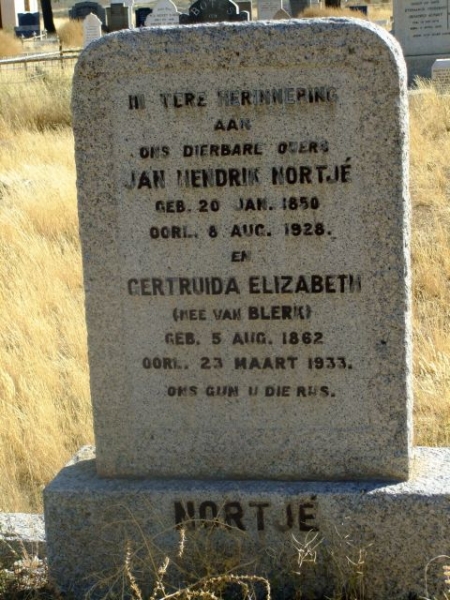 IN TERE HERINNERING
AAN
ONS DIERBARE OUERS
JAN HENDRIK NORTJÉ
GEB. 20 JAN. 1850
OORL. 8 AUG. 1928.
EN
GERTRUIDA ELIZABETH
(NEE VAN BLERK)
GEB. 5 AUG. 1862
OORL. 23 MAART 1933.
ONS GUN U DIE RUS.
NORTJÉ